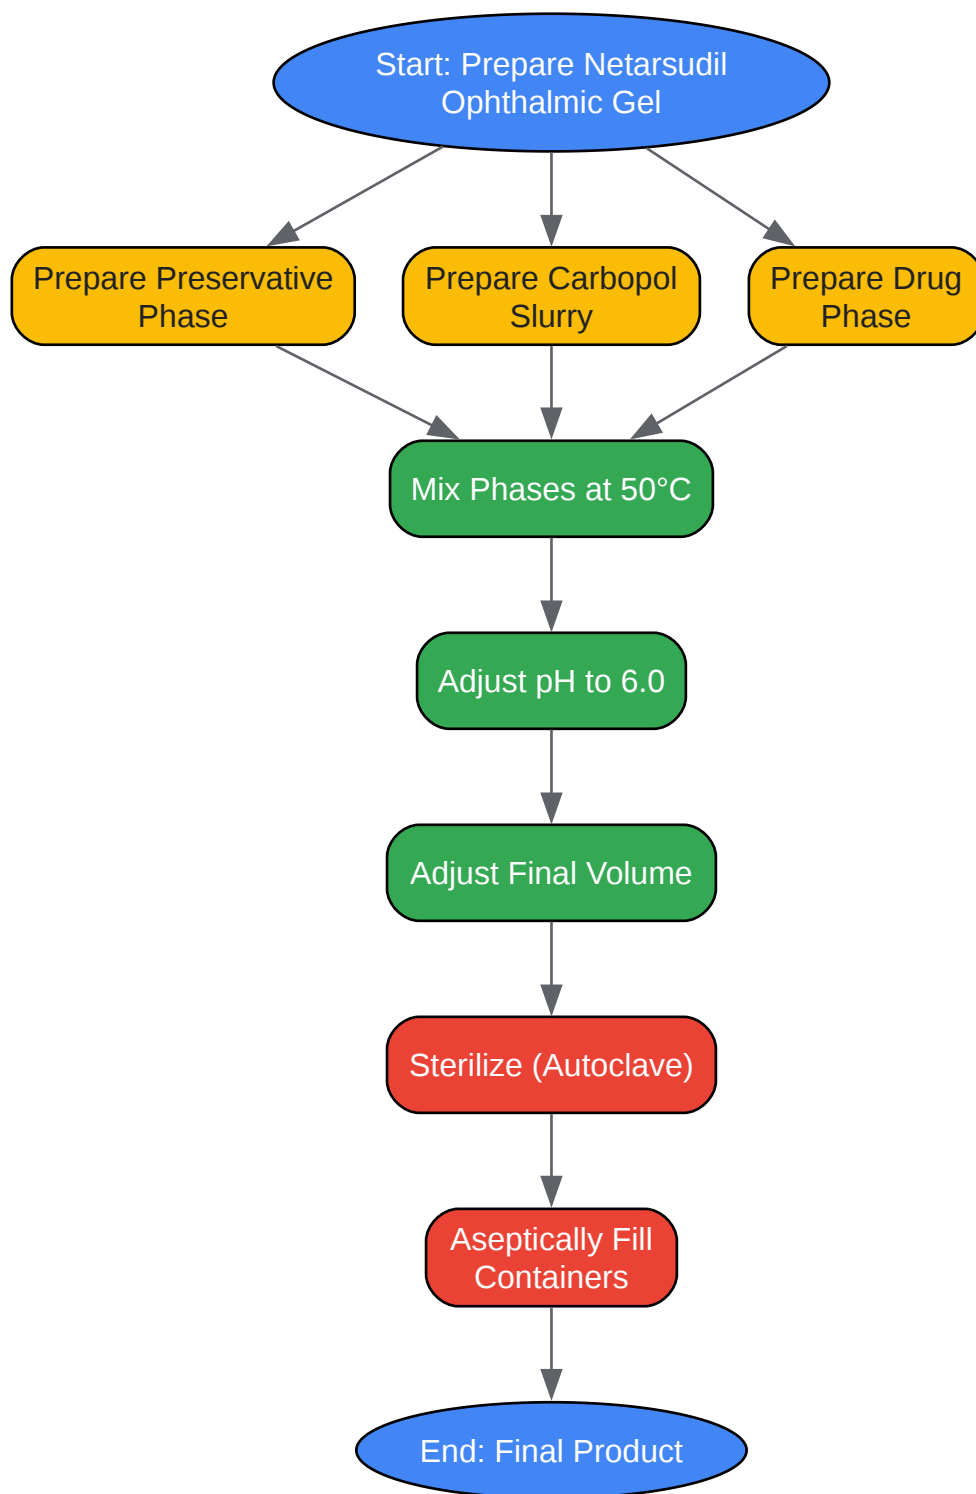 Start: Prepare Netarsudil
Ophthalmic Gel
Prepare Preservative
Phase
Prepare Carbopol
Slurry
Prepare Drug
Phase
Mix Phases at 50°C
Adjust pH to 6.0
Adjust Final Volume
Sterilize (Autoclave)
Aseptically Fill
Containers
End: Final Product